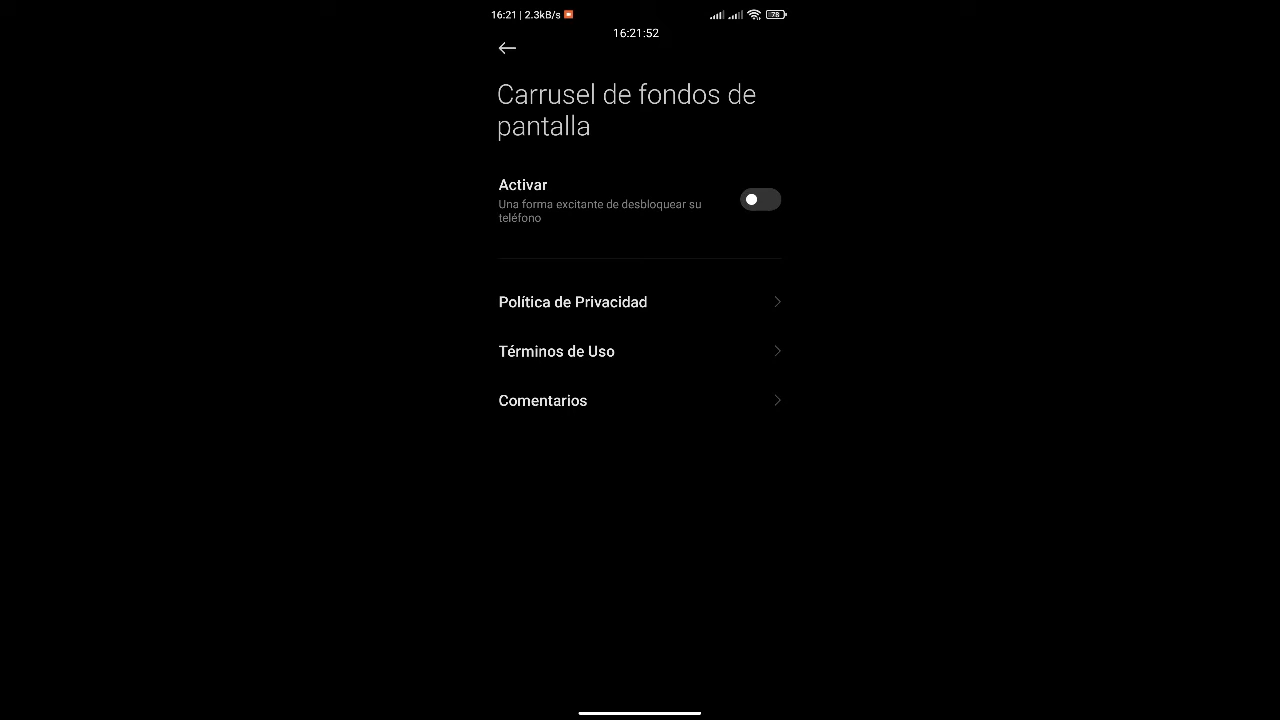 16:21 | 2.3kB/s
78
16:21:52
Carrusel de fondos de
pantalla
Activar
Una forma excitante de desbloquear su
teléfono
Política de Privacidad
Términos de Uso
Comentarios